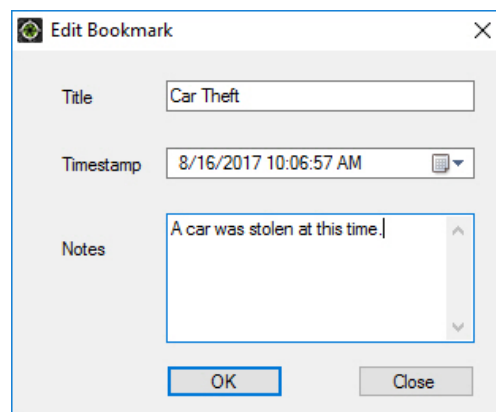 Edit Bookmark
Title
Car Theft
Timestamp
8/16/2017 10:06:57 AM
Notes
A car was stolen at this time.
OK
Close